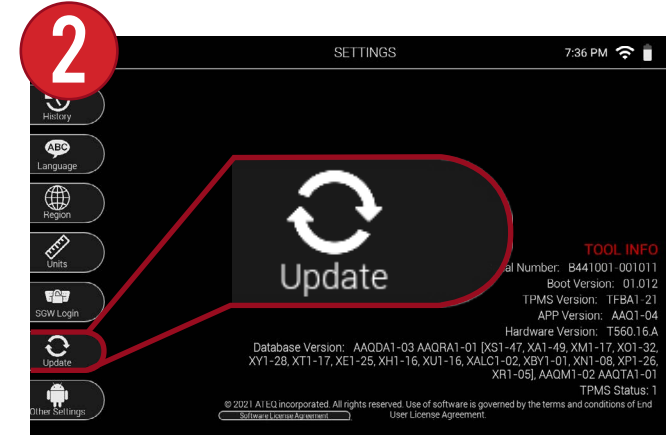 2
SETTINGS
7:36 PM
History
ABC
Language
Region
Units
SGW Login
Update
Other Settings
Update
TOOL INFO
al Number: B441001-001011
Boot Version: 01.012
TPMS Version: TFBA1-21
APP Version: AAQ1-04
Hardware Version: T560.16.A
Database Version: AAQDA1-03 AAQRA1-01 [XS1-47, XA1-49, XM1-17, XO1-32,
XY1-28, XT1-17, XE1-25, XH1-16, XU1-16, XALC1-02, XBY1-01, XN1-08, XP1-26,
XR1-05], AAQM1-02 AAQTA1-01
TPMS Status: 1
© 2021 ATEQ incorporated. All rights reserved. Use of software is governed by the terms and conditions of End
Software License Agreement User License Agreement.